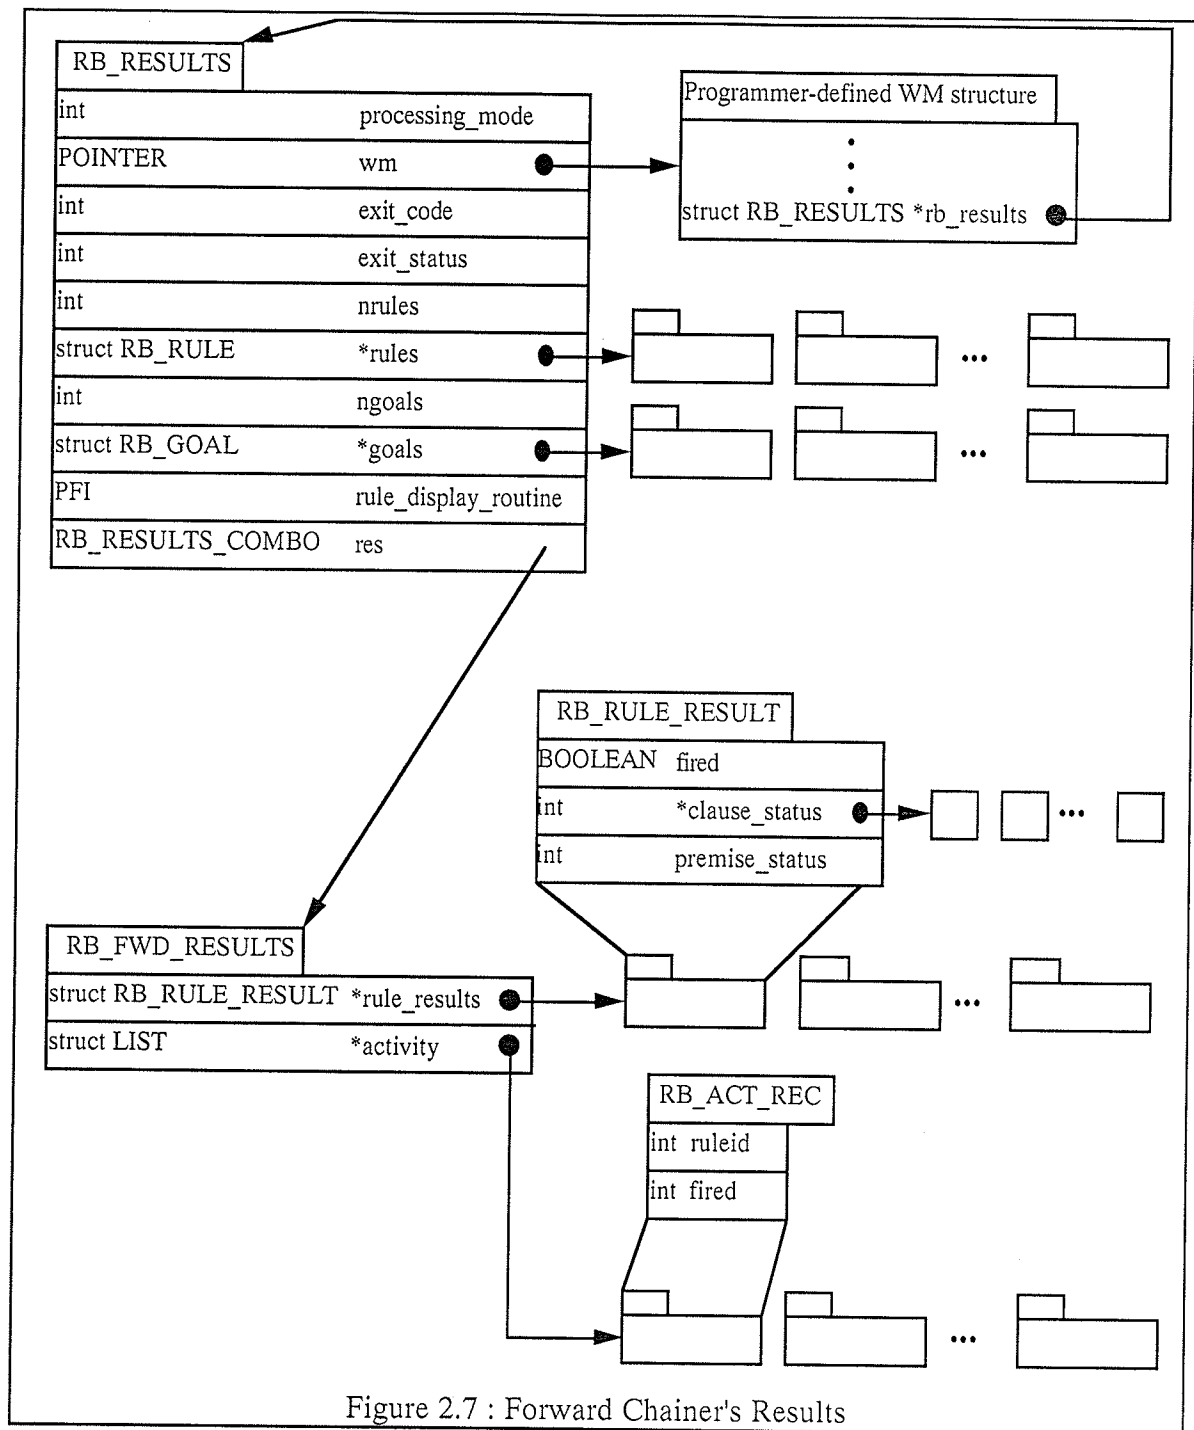 RB_RESULTS
int processing_mode
POINTER wm
int exit_code
int exit_status
int nrules
struct RB_RULE *rules
int ngoals
struct RB_GOAL *goals
PFI rule_display_routine
RB_RESULTS_COMBO res
Programmer-defined WM structure
struct RB_RESULTS *rb_results
...
...
RB_RULE_RESULT
BOOLEAN fired
int *clause_status
int premise_status
...
RB_FWD_RESULTS
struct RB_RULE_RESULT *rule_results
struct LIST *activity
...
RB_ACT_REC
int ruleid
int fired
...
Figure 2.7 : Forward Chainer's Results